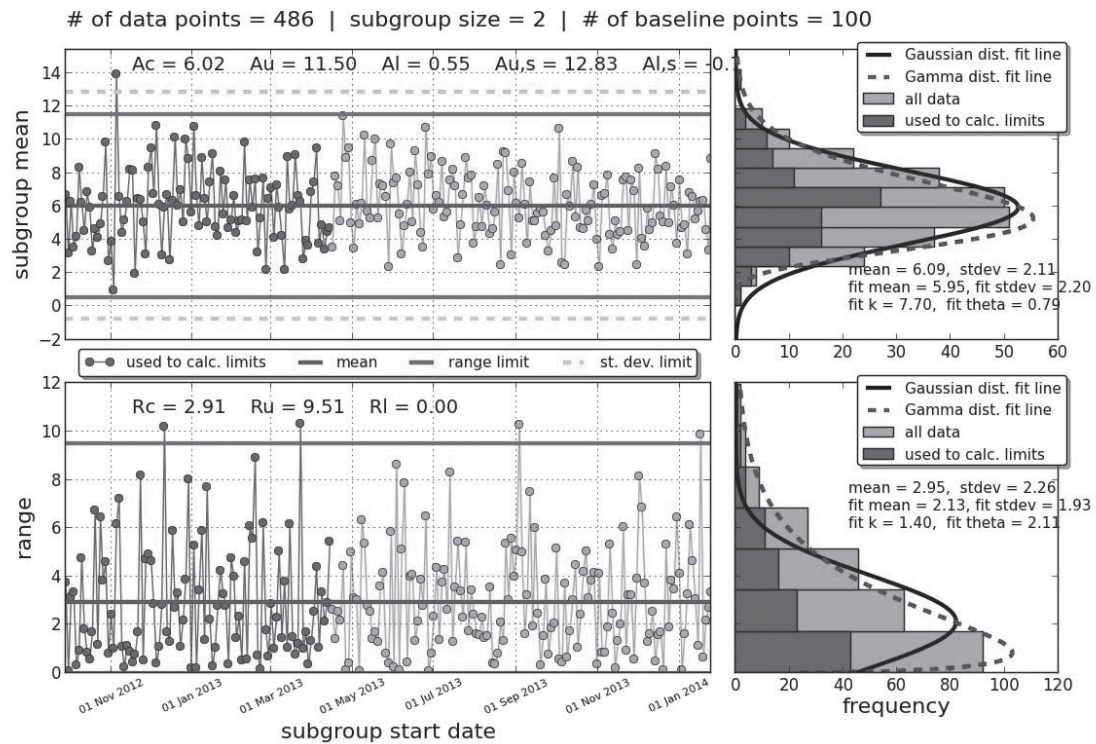 # of data points = 486 | subgroup size = 2 | # of baseline points = 100
Ac = 6.02 Au = 11.50 Al = 0.55 Au,s = 12.83 Al,s = -0.
subgroup mean
14
12
10
8
6
4
2
0
−2
Gaussian dist. fit line
Gamma dist. fit line
all data
used to calc. limits
mean = 6.09, stdev = 2.11
fit mean = 5.95, fit stdev = 2.20
fit k = 7.70, fit theta = 0.79
0 10 20 30 40 50 60
used to calc. limits mean range limit st. dev. limit
Rc = 2.91 Ru = 9.51 Rl = 0.00
range
12
10
8
6
4
2
0
Gaussian dist. fit line
Gamma dist. fit line
all data
used to calc. limits
mean = 2.95, stdev = 2.26
fit mean = 2.13, fit stdev = 1.93
fit k = 1.40, fit theta = 2.11
01 Nov 2012 01 Jan 2013 01 Mar 2013 01 May 2013 01 Jul 2013 01 Sep 2013 01 Nov 2013 01 Jan 2014
0 20 40 60 80 100 120
subgroup start date
frequency